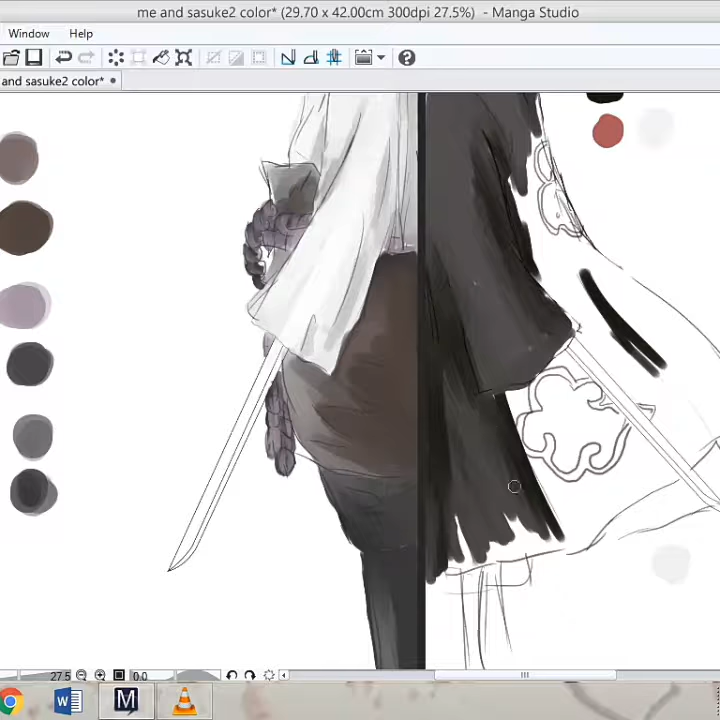 me and sasuke2 color* (29.70 x 42.00cm 300dpi 27.5%) - Manga Studio
Window Help
and sasuke2 color*
27.5 0.0